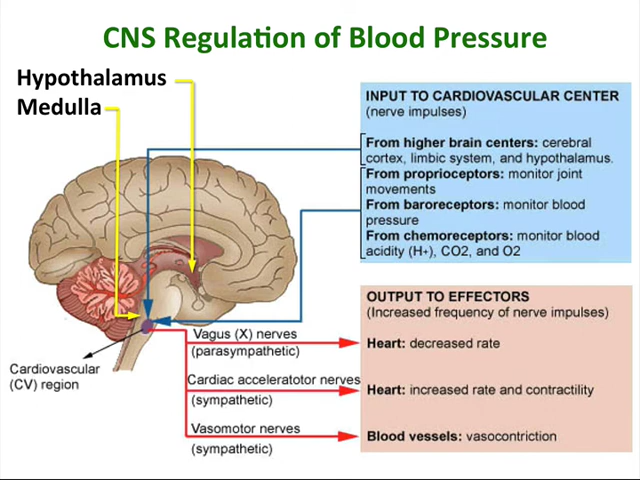 CNS Regulation of Blood Pressure
Hypothalamus
Medulla
INPUT TO CARDIOVASCULAR CENTER
(nerve impulses)
From higher brain centers: cerebral
cortex, limbic system, and hypothalamus.
From proprioceptors: monitor joint
movements
From baroreceptors: monitor blood
pressure
From chemoreceptors: monitor blood
acidity (H+), CO2, and O2
OUTPUT TO EFFECTORS
(Increased frequency of nerve impulses)
Vagus (X) nerves
(parasympathetic)
Heart: decreased rate
Cardiovascular
(CV) region
Cardiac acceleratotor nerves
(sympathetic)
Heart: increased rate and contractility
Vasomotor nerves
(sympathetic)
Blood vessels: vasocontriction